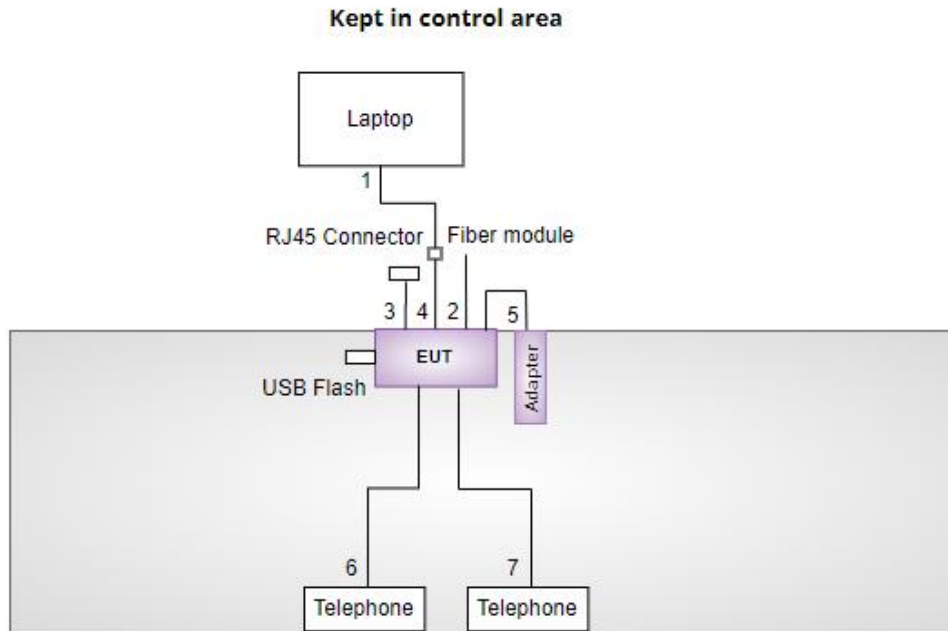 Kept in control area
Laptop
1
RJ45 Connector
Fiber module
3
4
2
5
EUT
Adapter
USB Flash
6
7
Telephone
Telephone